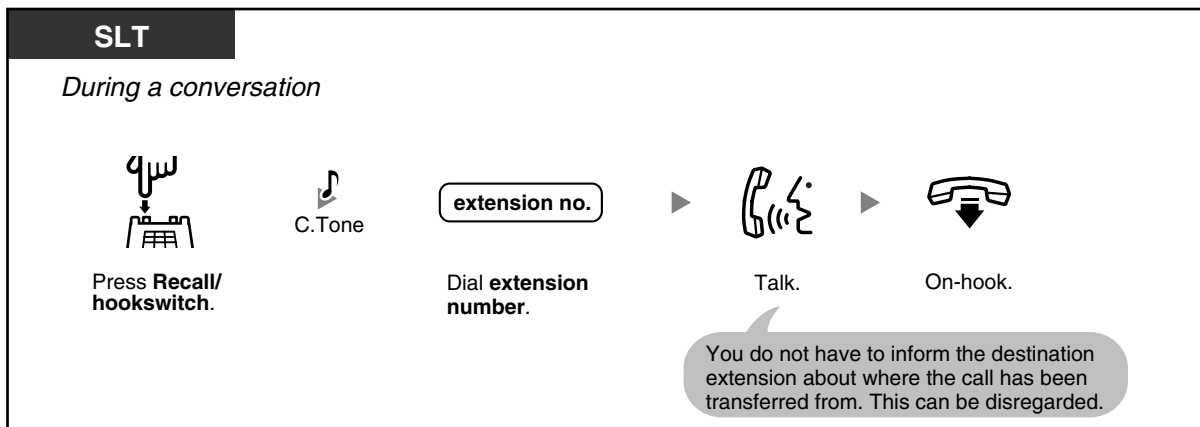 SLT
During a conversation
C.Tone
extension no.
Press Recall/
hookswitch.
Dial extension
number.
Talk.
On-hook.
You do not have to inform the destination
extension about where the call has been
transferred from. This can be disregarded.